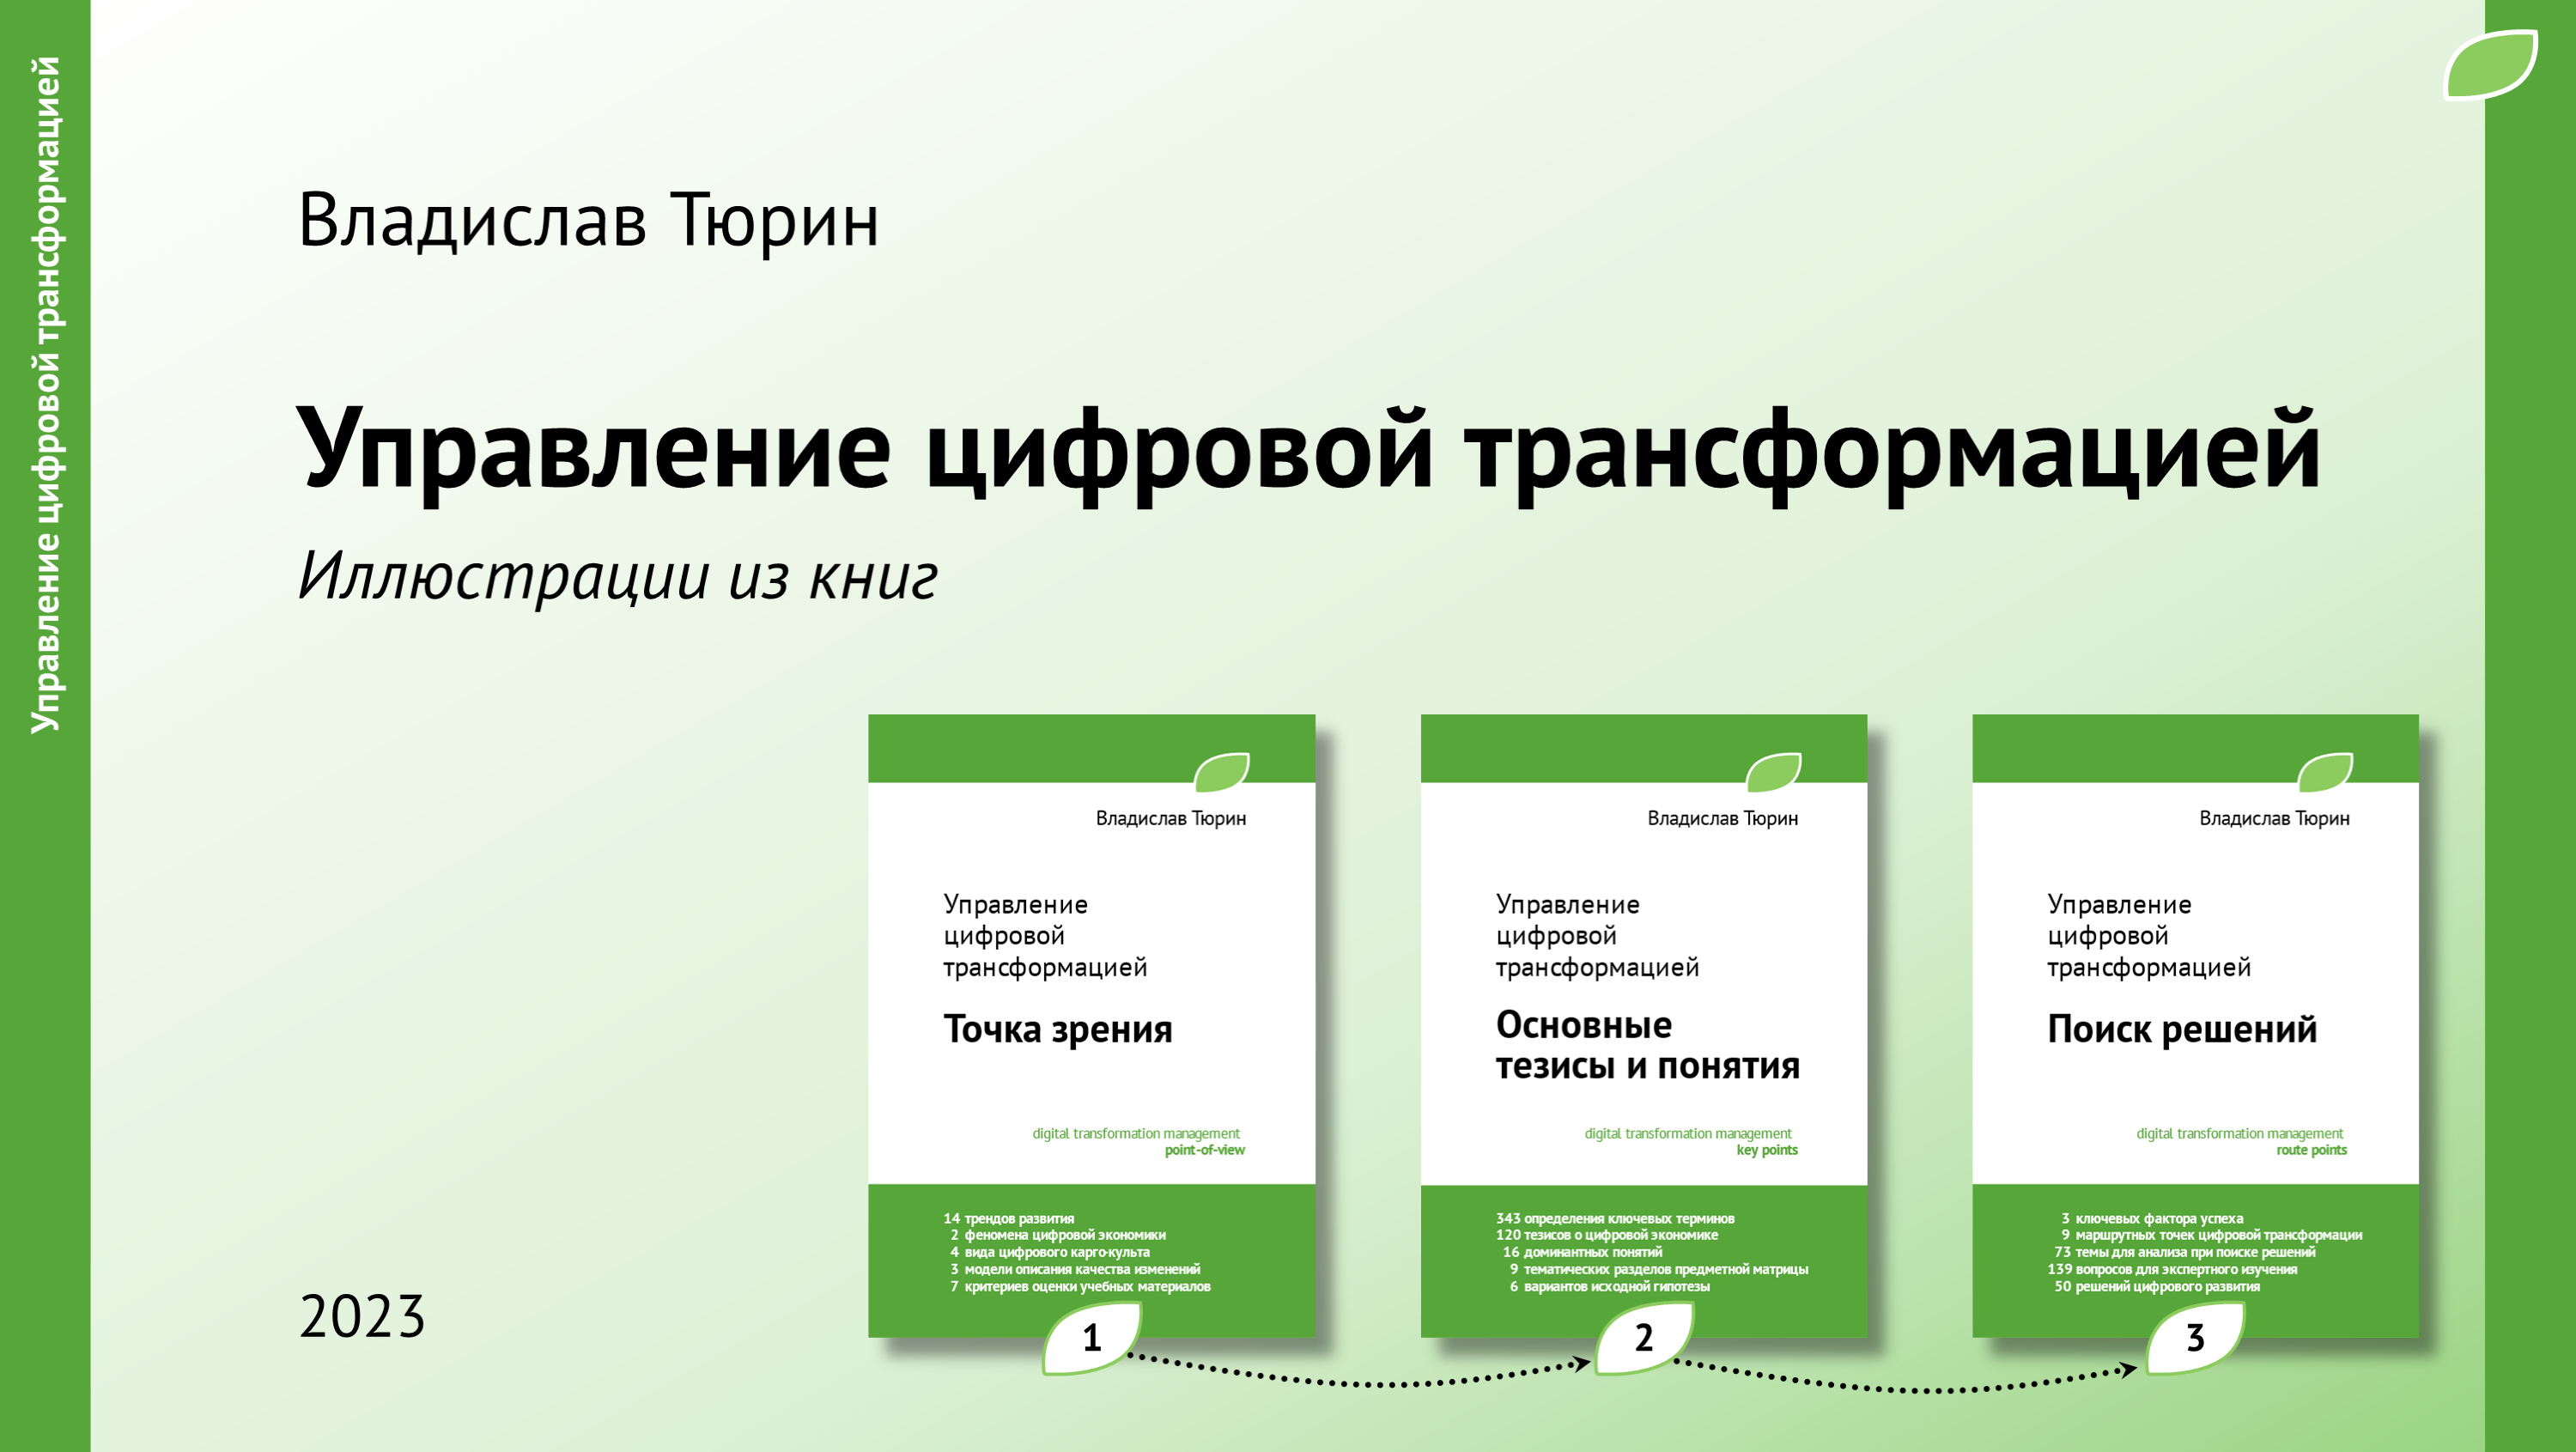 Управление цифровой трансформацией
Владислав Тюрин
Управление цифровой трансформацией
Иллюстрации из книг
2023
Владислав Тюрин
Управление
цифровой
трансформацией
Точка зрения
digital transformation management
point-of-view
14 трендов развития
2 феномена цифровой экономики
4 вида цифрового карго-культа
3 модели описания качества изменений
7 критериев оценки учебных материалов
1
Владислав Тюрин
Управление
цифровой
трансформацией
Основные
тезисы и понятия
digital transformation management
key points
343 определения ключевых терминов
120 тезисов о цифровой экономике
16 доминантных понятий
9 тематических разделов предметной матрицы
6 вариантов исходной гипотезы
2
Владислав Тюрин
Управление
цифровой
трансформацией
Поиск решений
digital transformation management
route points
3 ключевых фактора успеха
9 маршрутных точек цифровой трансформации
73 темы для анализа при поиске решений
139 вопросов для экспертного изучения
50 решений цифрового развития
3